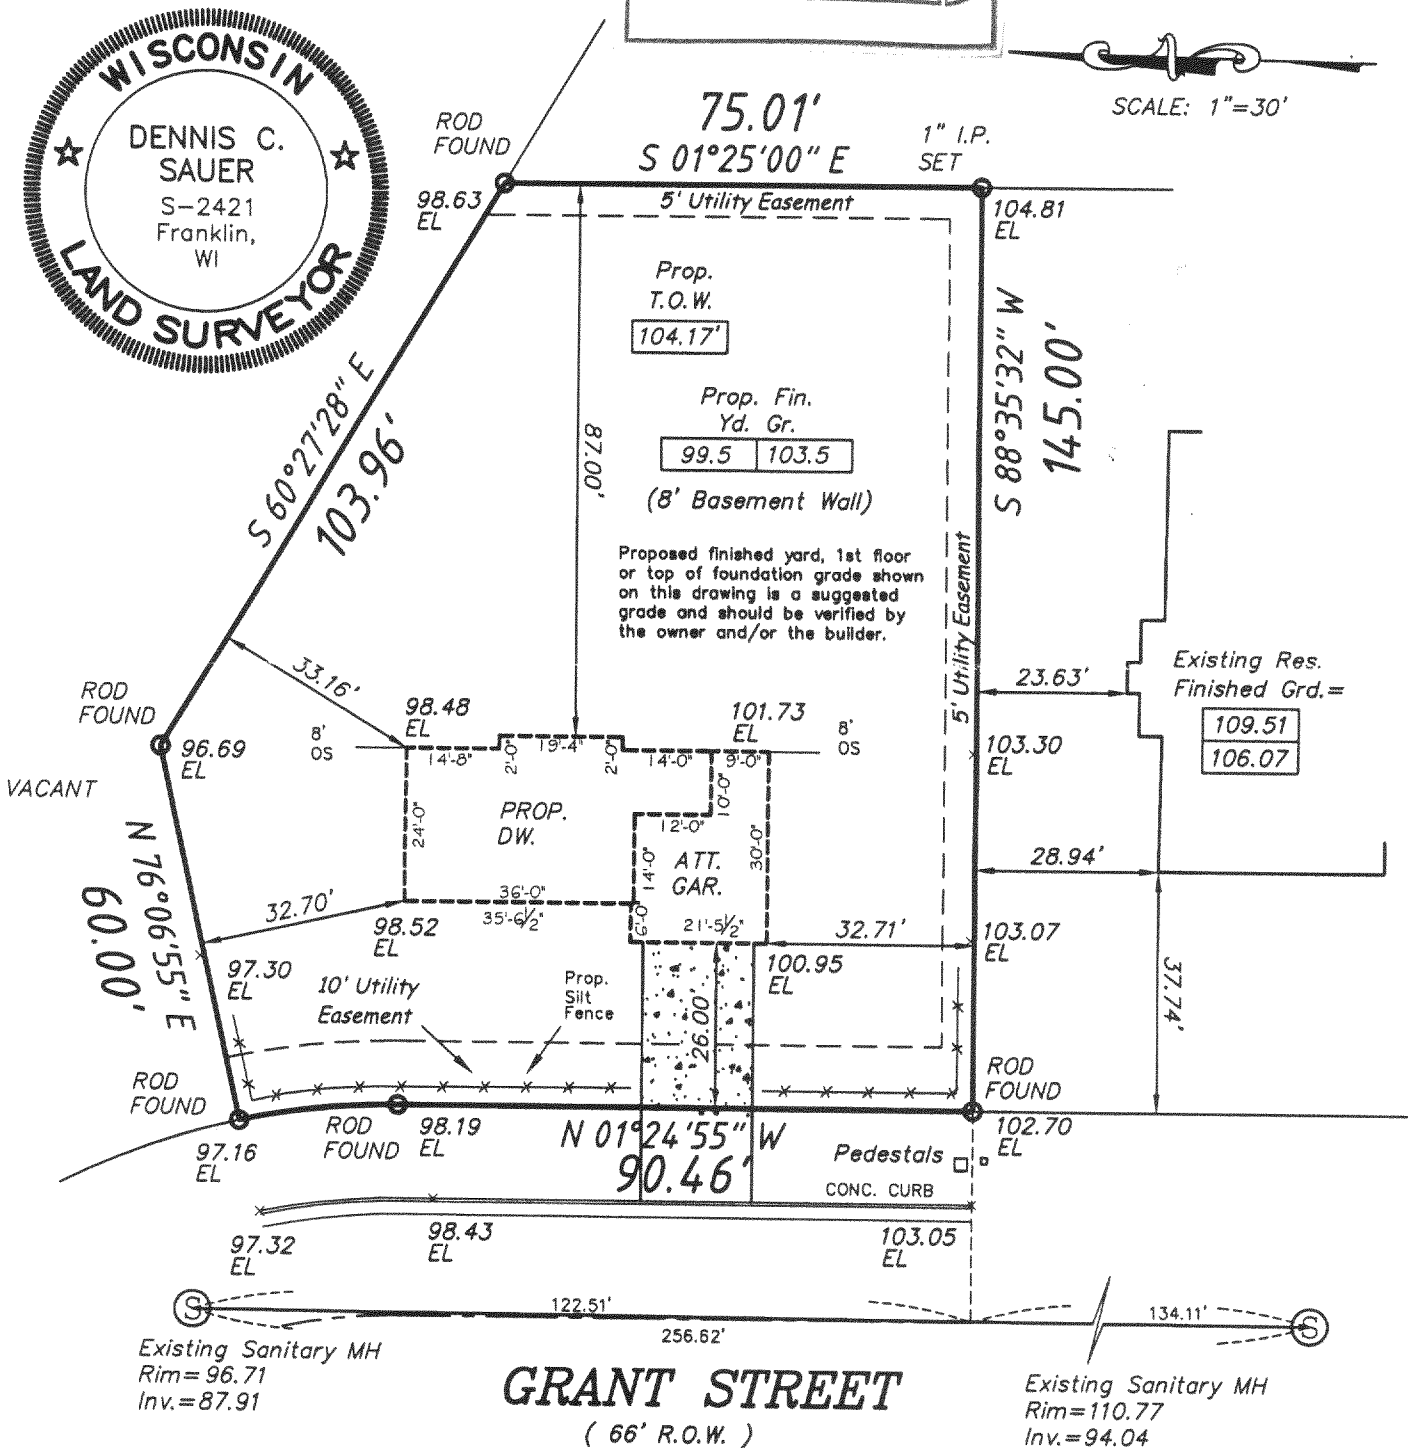 WISCONSIN
DENNIS C.
SAUER
S-2421
Franklin,
WI
LAND SURVEYOR
SCALE: 1"=30'
75.01'
S 01°25'00" E
ROD
FOUND
1" I.P.
SET
98.63
EL
5' Utility Easement
104.81
EL
Prop.
T.O.W.
104.17'
S 60°27'28" E
103.96'
87.00'
Prop. Fin.
Yd. Gr.
99.5 103.5
(8' Basement Wall)
S 88°35'32" W
145.00'
Proposed finished yard, 1st floor
or top of foundation grade shown
on this drawing is a suggested
grade and should be verified by
the owner and/or the builder.
5' Utility Easement
33.16'
23.63'
Existing Res.
Finished Grd.=
109.51
106.07
ROD
FOUND
96.69
EL
8'
OS
98.48
EL
101.73
EL
8'
OS
103.30
EL
14'-8"
2'-0"
19'-4"
2'-0"
14'-0"
9'-0"
VACANT
24'-0"
PROP.
DW.
10'-0"
12'-0"
14'-0"
ATT.
GAR.
30'-0"
28.94'
N 76°06'55" E
60.00'
32.70'
36'-0"
35'-6½"
6'-0"
21'-5½"
98.52
EL
32.71'
103.07
EL
97.30
EL
10' Utility
Easement
Prop.
Silt
Fence
26.00'
100.95
EL
37.74'
ROD
FOUND
ROD
FOUND
97.16
EL
ROD
FOUND
98.19
EL
N 01°24'55" W
90.46'
102.70
EL
Pedestals
CONC. CURB
97.32
EL
98.43
EL
103.05
EL
S
122.51'
256.62'
134.11'
S
Existing Sanitary MH
Rim=96.71
Inv.=87.91
GRANT STREET
( 66' R.O.W. )
Existing Sanitary MH
Rim=110.77
Inv.=94.04